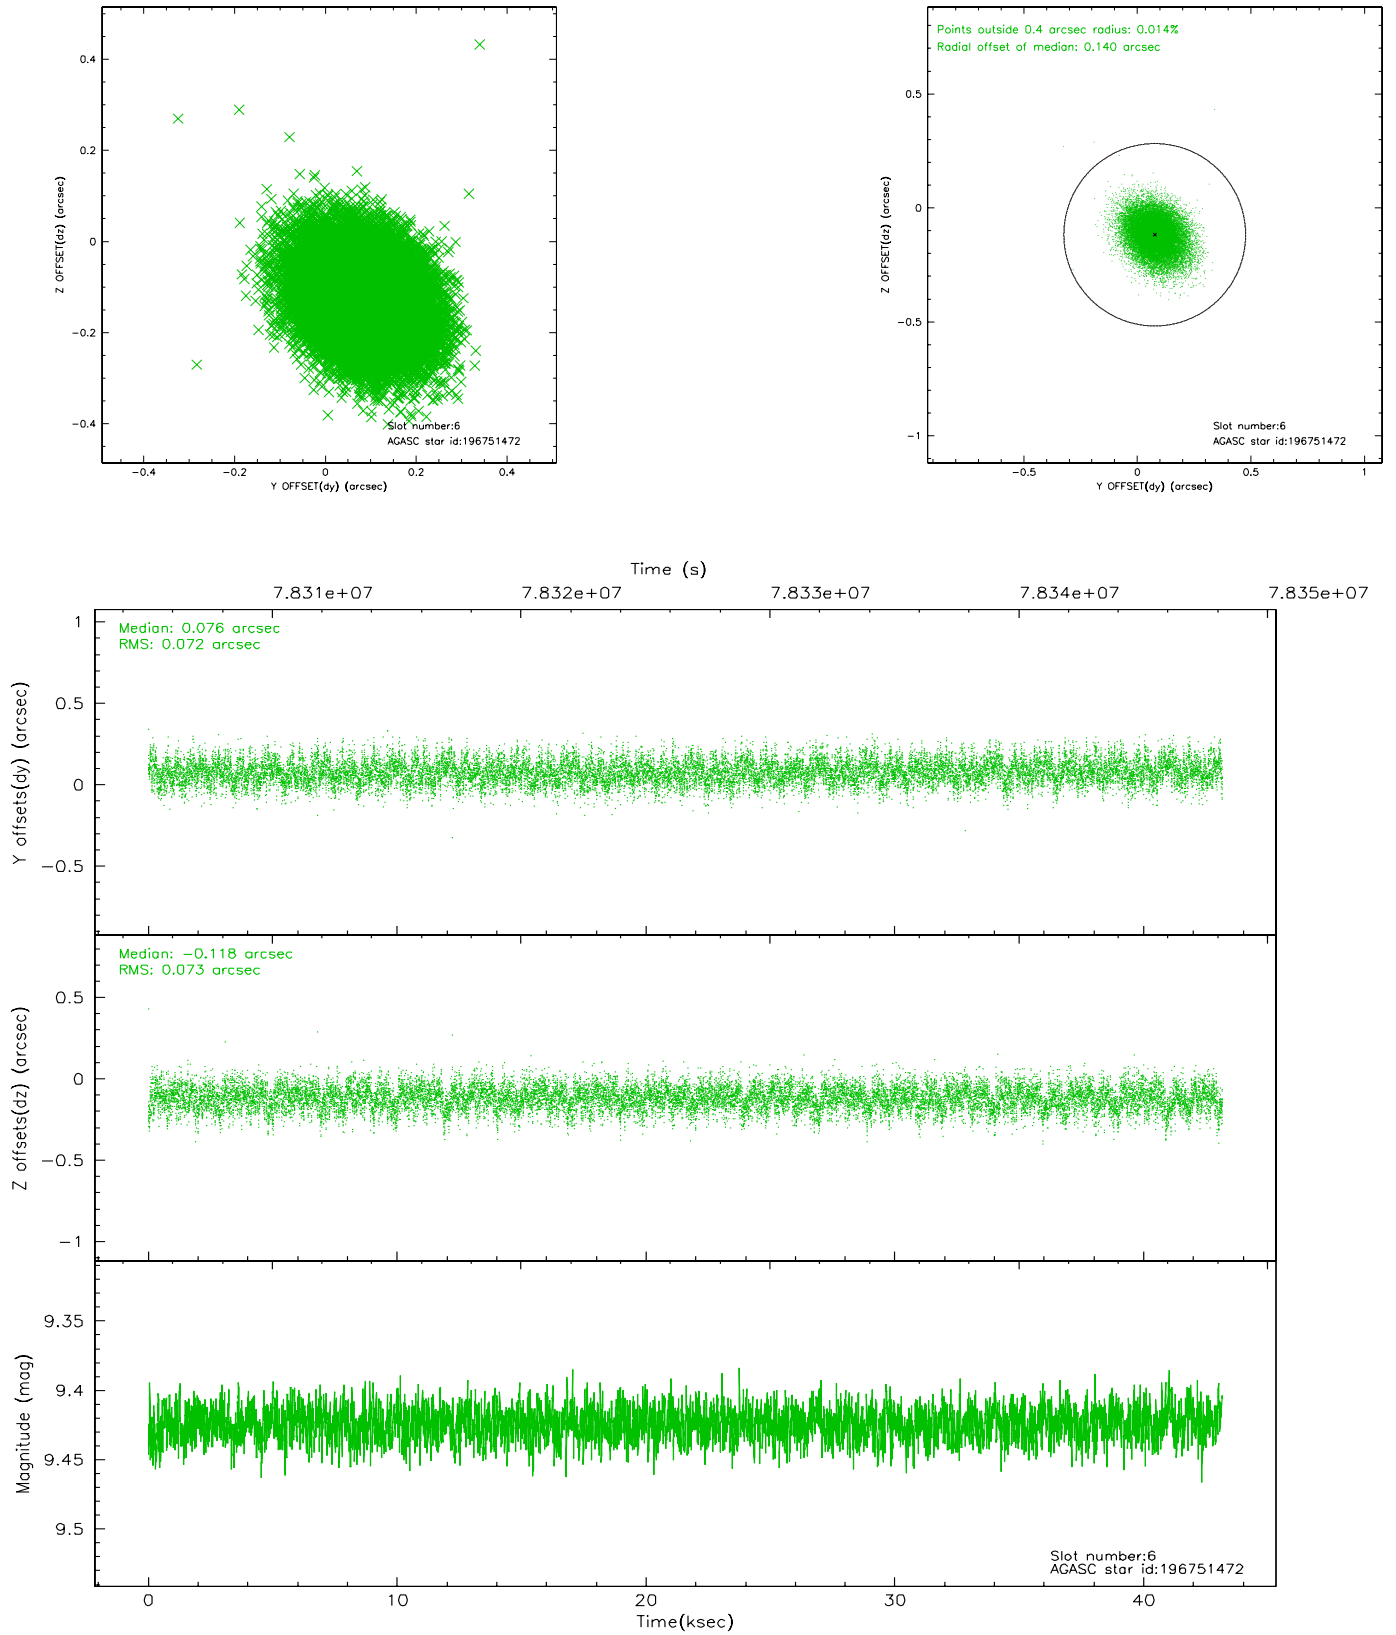 0.4
0.2
0
−0.2
−0.4
Z OFFSET(dz) (arcsec)
Slot number:6
AGASC star id:196751472
−0.4
−0.2
0
0.2
0.4
Y OFFSET(dy) (arcsec)
Points outside 0.4 arcsec radius: 0.014%
Radial offset of median: 0.140 arcsec
0.5
0
−0.5
−1
Z OFFSET(dz) (arcsec)
Slot number:6
AGASC star id:196751472
−0.5
0
0.5
1
Y OFFSET(dy) (arcsec)
Time (s)
7.831e+07
7.832e+07
7.833e+07
7.834e+07
7.835e+07
Median: 0.076 arcsec
RMS: 0.072 arcsec
1
0.5
0
−0.5
Y offsets(dy) (arcsec)
Median: −0.118 arcsec
RMS: 0.073 arcsec
0.5
0
−0.5
−1
Z offsets(dz) (arcsec)
9.35
9.4
9.45
9.5
Magnitude (mag)
Slot number:6
AGASC star id:196751472
0
10
20
30
40
Time(ksec)